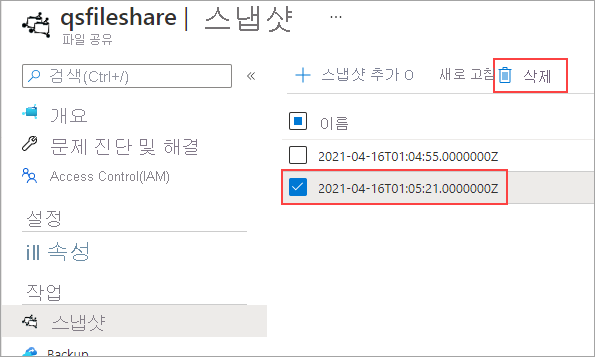 qsfileshare | 스냅샷 ...
파일 공유
검색(Ctrl+/) «
개요
문제 진단 및 해결
Access Control(IAM)
설정
ill 속성
작업
스냅샷
Backup
+ 스냅샷 추가 O 새로 고침 삭제
이름
2021-04-16T01:04:55.0000000Z
2021-04-16T01:05:21.0000000Z